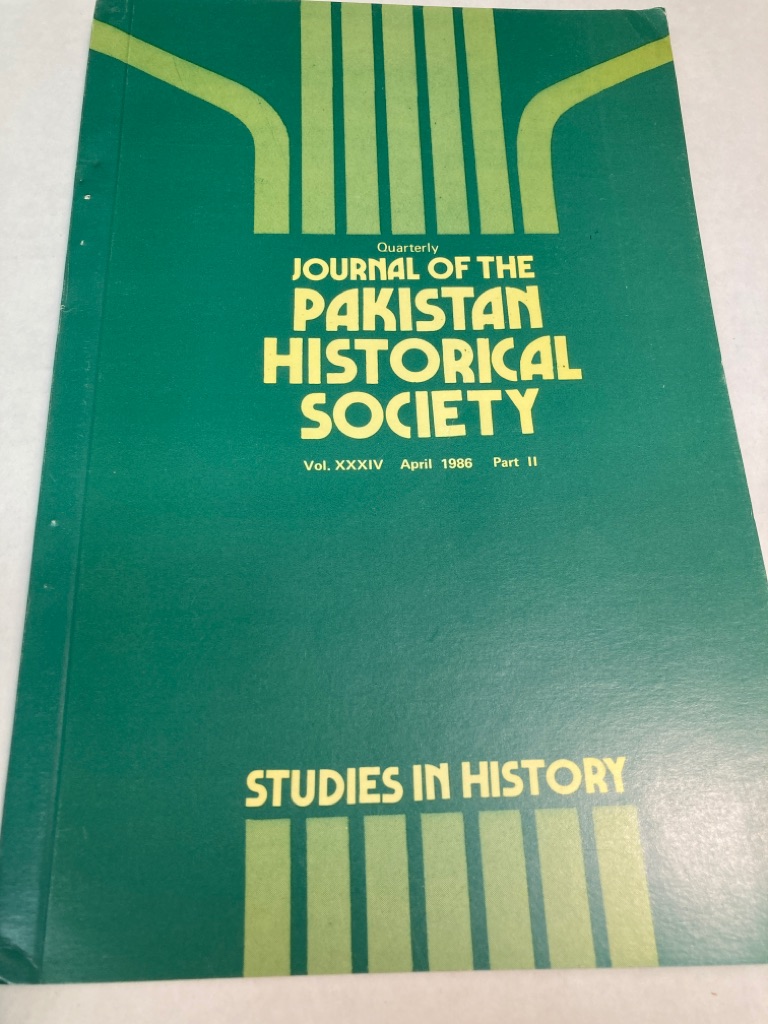 Quarterly
JOURNAL OF THE
PAKISTAN
HISTORICAL
SOCIETY
Vol. XXXIV April 1986 Part II
STUDIES IN HISTORY